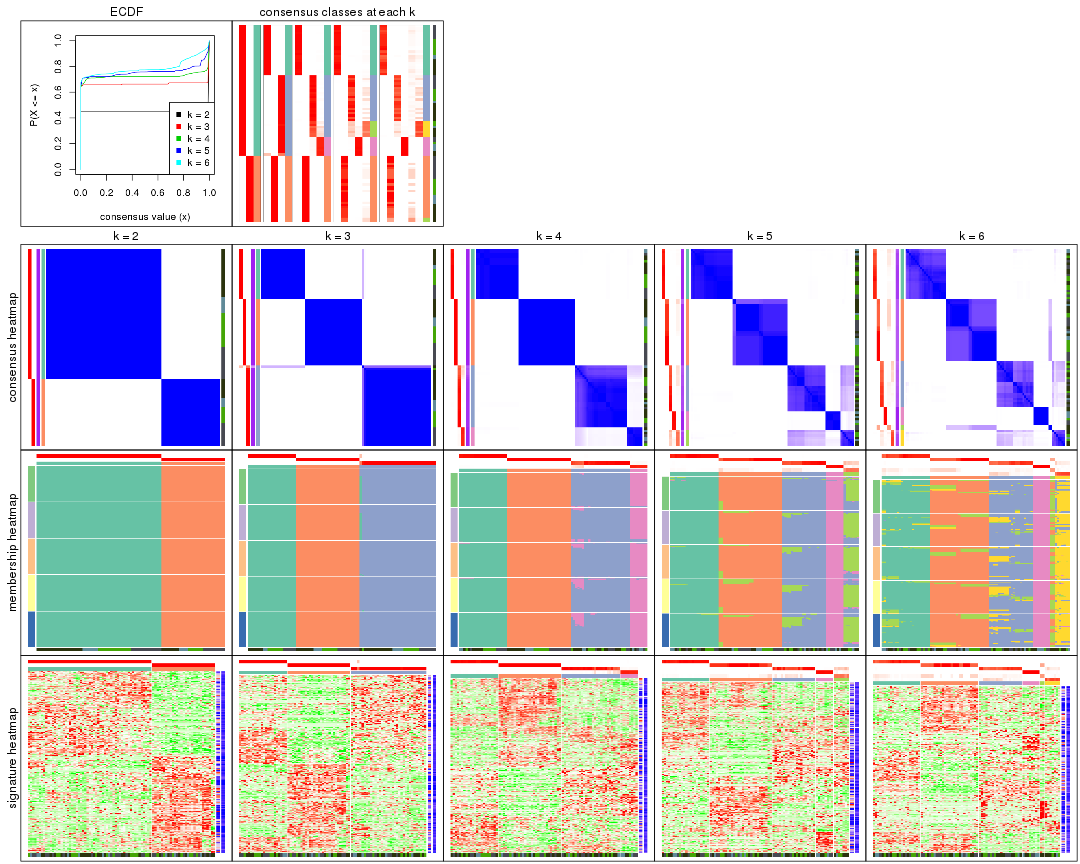 ECDF
consensus classes at each k
P(X <= x)
0.0 0.2 0.4 0.6 0.8 1.0
k = 2
k = 3
k = 4
k = 5
k = 6
0.0 0.2 0.4 0.6 0.8 1.0
consensus value (x)
k = 2
k = 3
k = 4
k = 5
k = 6
consensus heatmap
membership heatmap
signature heatmap